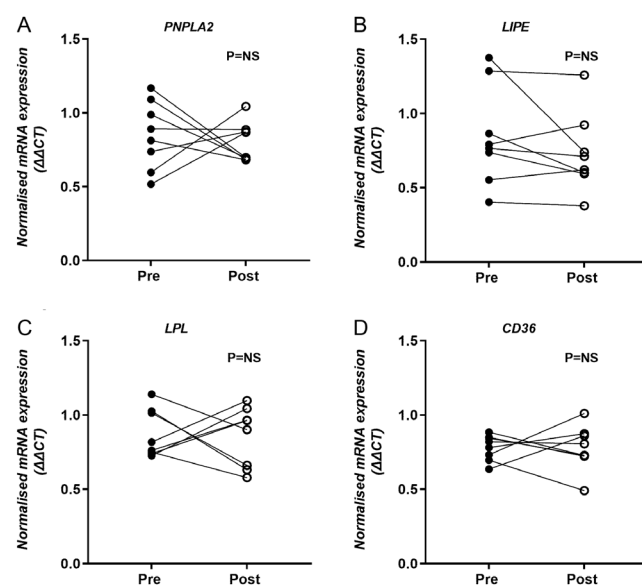 A
PNPLA2
P=NS
Normalised mRNA expression
(ΔΔCT)
1.5
1.0
0.5
0.0
Pre
Post
B
LIPE
P=NS
Normalised mRNA expression
(ΔΔCT)
1.5
1.0
0.5
0.0
Pre
Post
C
LPL
P=NS
Normalised mRNA expression
(ΔΔCT)
1.5
1.0
0.5
0.0
Pre
Post
D
CD36
P=NS
Normalised mRNA expression
(ΔΔCT)
1.5
1.0
0.5
0.0
Pre
Post